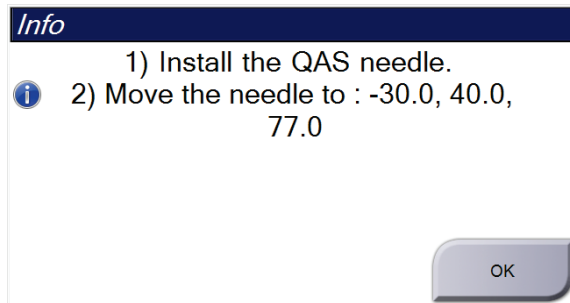 Info
1) Install the QAS needle.
2) Move the needle to : -30.0, 40.0,
77.0
OK